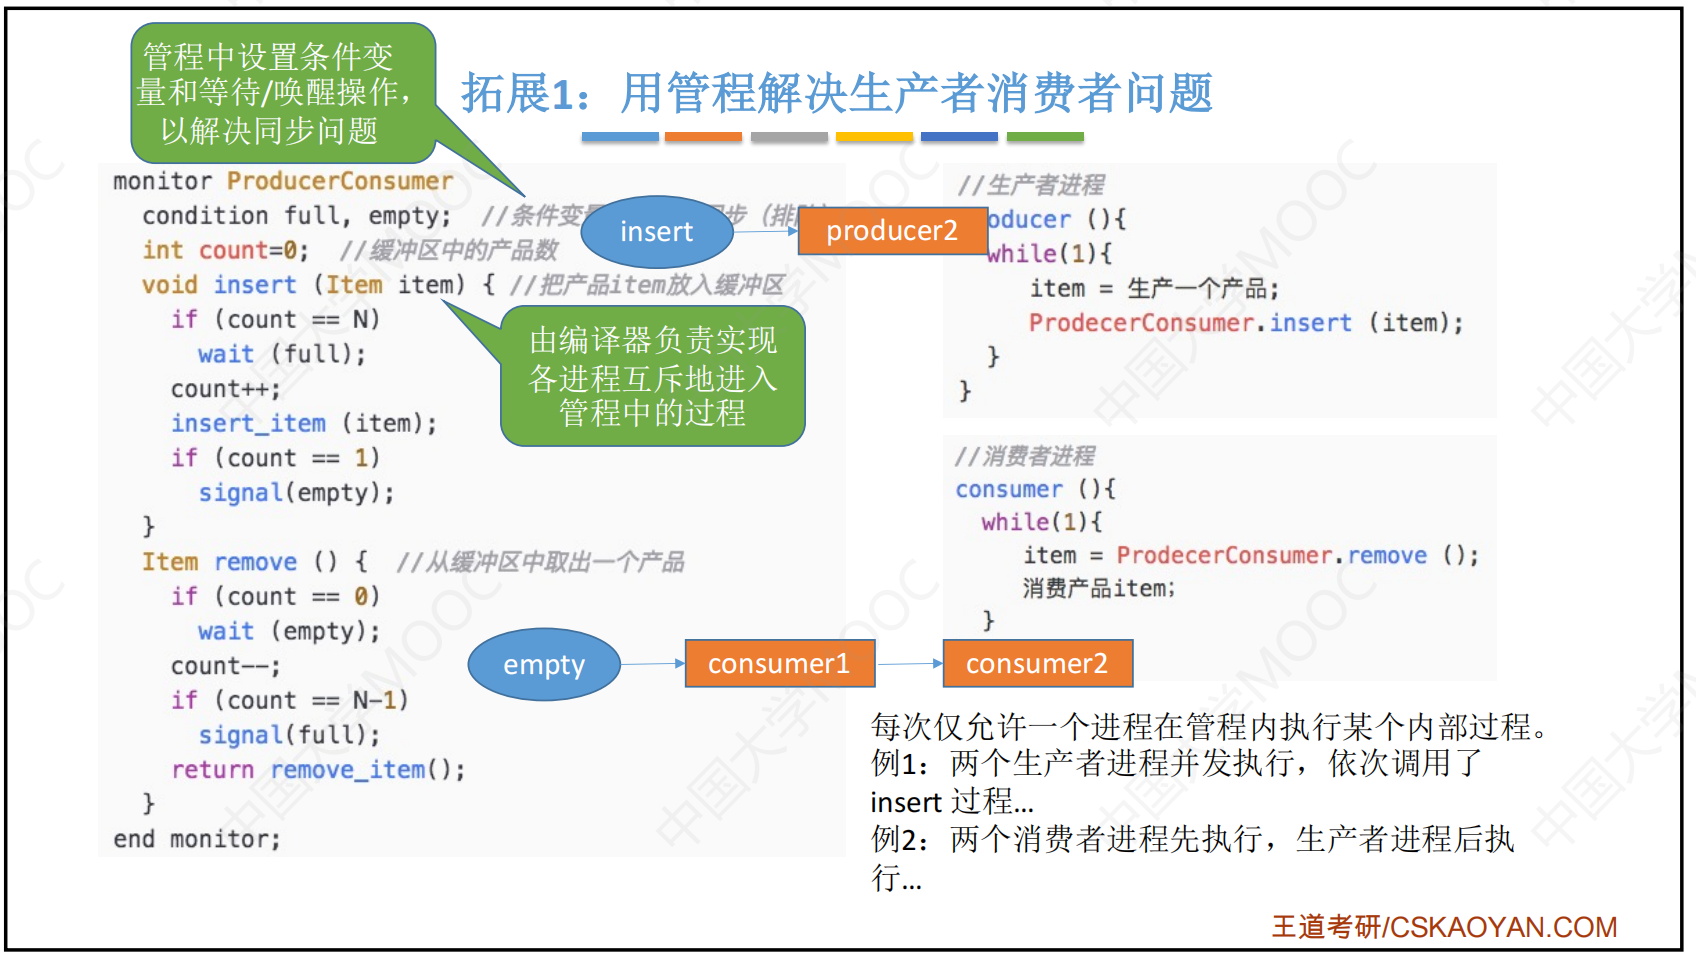 管程中设置条件变
量和等待/唤醒操作，
以解决同步问题
拓展1：用管程解决生产者消费者问题
monitor ProducerConsumer
condition full, empty; //条件变量 同步（排队）
int count=0; //缓冲区中的产品数
void insert (Item item) { //把产品item放入缓冲区
if (count == N)
wait (full);
count++;
insert_item (item);
if (count == 1)
signal(empty);
}
Item remove () { //从缓冲区中取出一个产品
if (count == 0)
wait (empty);
count--;
if (count == N-1)
signal(full);
return remove_item();
}
end monitor;
由编译器负责实现
各进程互斥地进入
管程中的过程
insert
producer2
empty
consumer1
consumer2
//生产者进程
oducer (){
while(1){
item = 生产一个产品;
ProdecerConsumer.insert (item);
}
}
//消费者进程
consumer (){
while(1){
item = ProdecerConsumer.remove ();
消费产品item;
}
每次仅允许一个进程在管程内执行某个内部过程。
例1：两个生产者进程并发执行，依次调用了
insert 过程…
例2：两个消费者进程先执行，生产者进程后执
行…
王道考研/CSKAOYAN.COM
中国大学MOOC